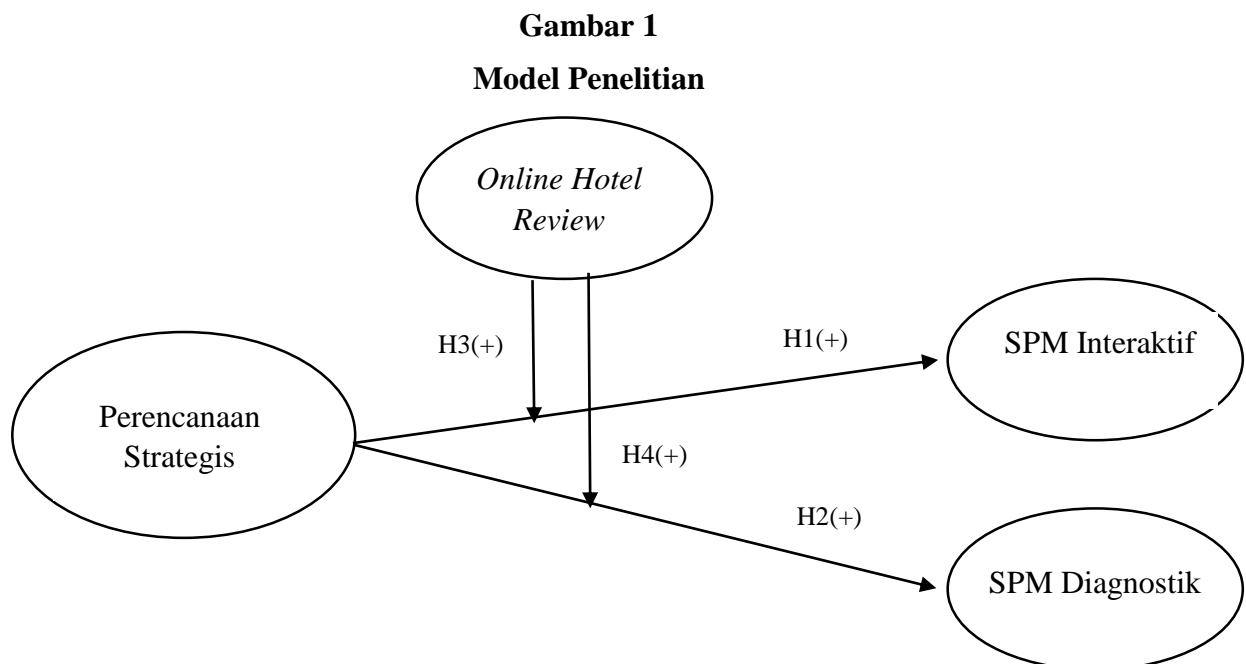 Gambar 1
Model Penelitian
Online Hotel
Review
H3(+)
H1(+)
SPM Interaktif
Perencanaan
Strategis
H4(+)
H2(+)
SPM Diagnostik